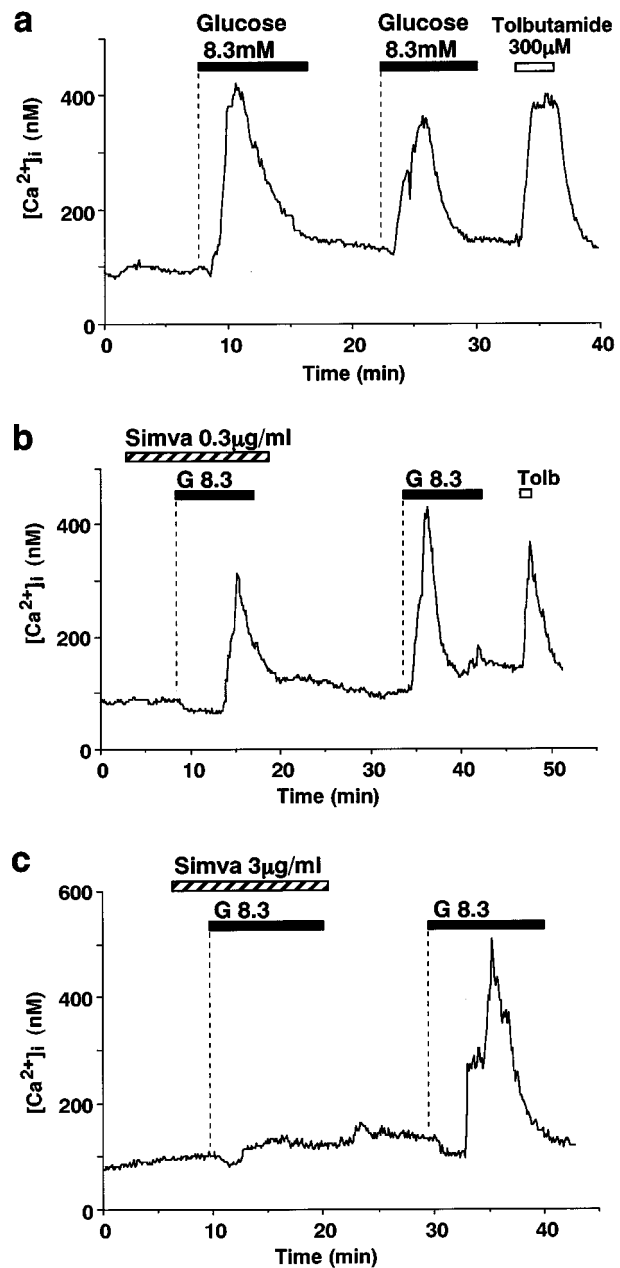 a
Glucose Glucose Tolbutamide
8.3mM 8.3mM 300µM
400
200
0
[Ca2+]i (nM)
0 10 20 30 40
Time (min)
b
Simva 0.3µg/ml
G 8.3 G 8.3 Tolb
400
200
0
[Ca2+]i (nM)
0 10 20 30 40 50
Time (min)
c
Simva 3µg/ml
600
G 8.3 G 8.3
400
200
0
[Ca2+]i (nM)
0 10 20 30 40
Time (min)